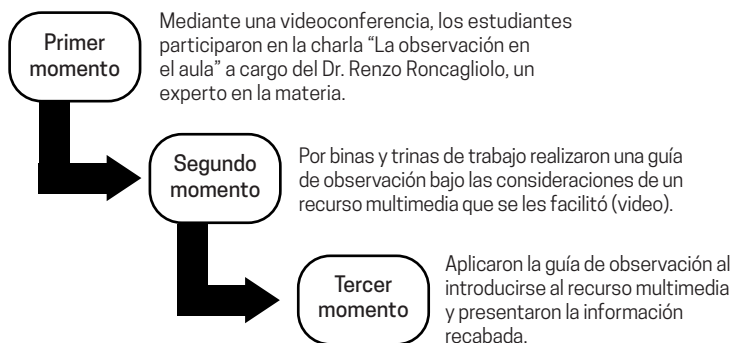 Primer
momento
Mediante una videoconferencia, los estudiantes
participaron en la charla “La observación en
el aula” a cargo del Dr. Renzo Roncagliolo, un
experto en la materia.
Segundo
momento
Por binas y trinas de trabajo realizaron una guía
de observación bajo las consideraciones de un
recurso multimedia que se les facilitó (video).
Tercer
momento
Aplicaron la guía de observación al
introducirse al recurso multimedia
y presentaron la información
recabada.